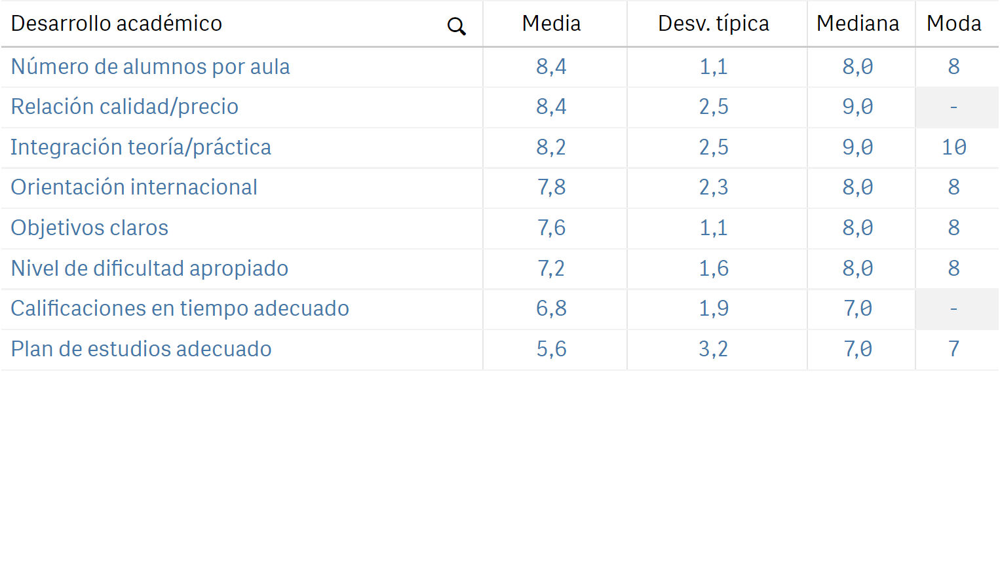 Desarrollo académico Media Desv. típica Mediana Moda
Número de alumnos por aula 8,4 1,1 8,0 8
Relación calidad/precio 8,4 2,5 9,0 -
Integración teoría/práctica 8,2 2,5 9,0 10
Orientación internacional 7,8 2,3 8,0 8
Objetivos claros 7,6 1,1 8,0 8
Nivel de dificultad apropiado 7,2 1,6 8,0 8
Calificaciones en tiempo adecuado 6,8 1,9 7,0 -
Plan de estudios adecuado 5,6 3,2 7,0 7